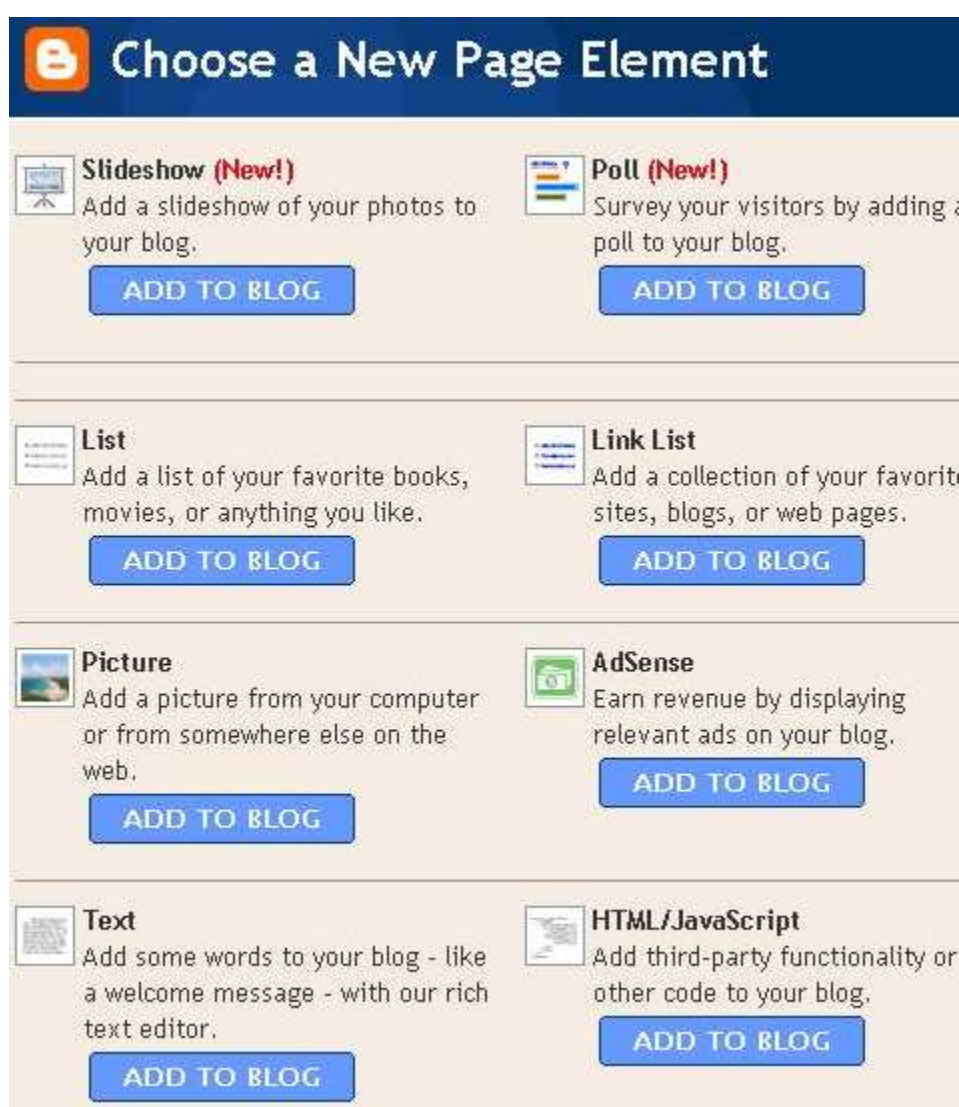 Choose a New Page Element
Slideshow (New!)
Add a slideshow of your photos to
your blog.
ADD TO BLOG
Poll (New!)
Survey your visitors by adding a
poll to your blog.
ADD TO BLOG
List
Add a list of your favorite books,
movies, or anything you like.
ADD TO BLOG
Link List
Add a collection of your favorite
sites, blogs, or web pages.
ADD TO BLOG
Picture
Add a picture from your computer
or from somewhere else on the
web.
ADD TO BLOG
AdSense
Earn revenue by displaying
relevant ads on your blog.
ADD TO BLOG
Text
Add some words to your blog - like
a welcome message - with our rich
text editor.
ADD TO BLOG
HTML/JavaScript
Add third-party functionality or
other code to your blog.
ADD TO BLOG